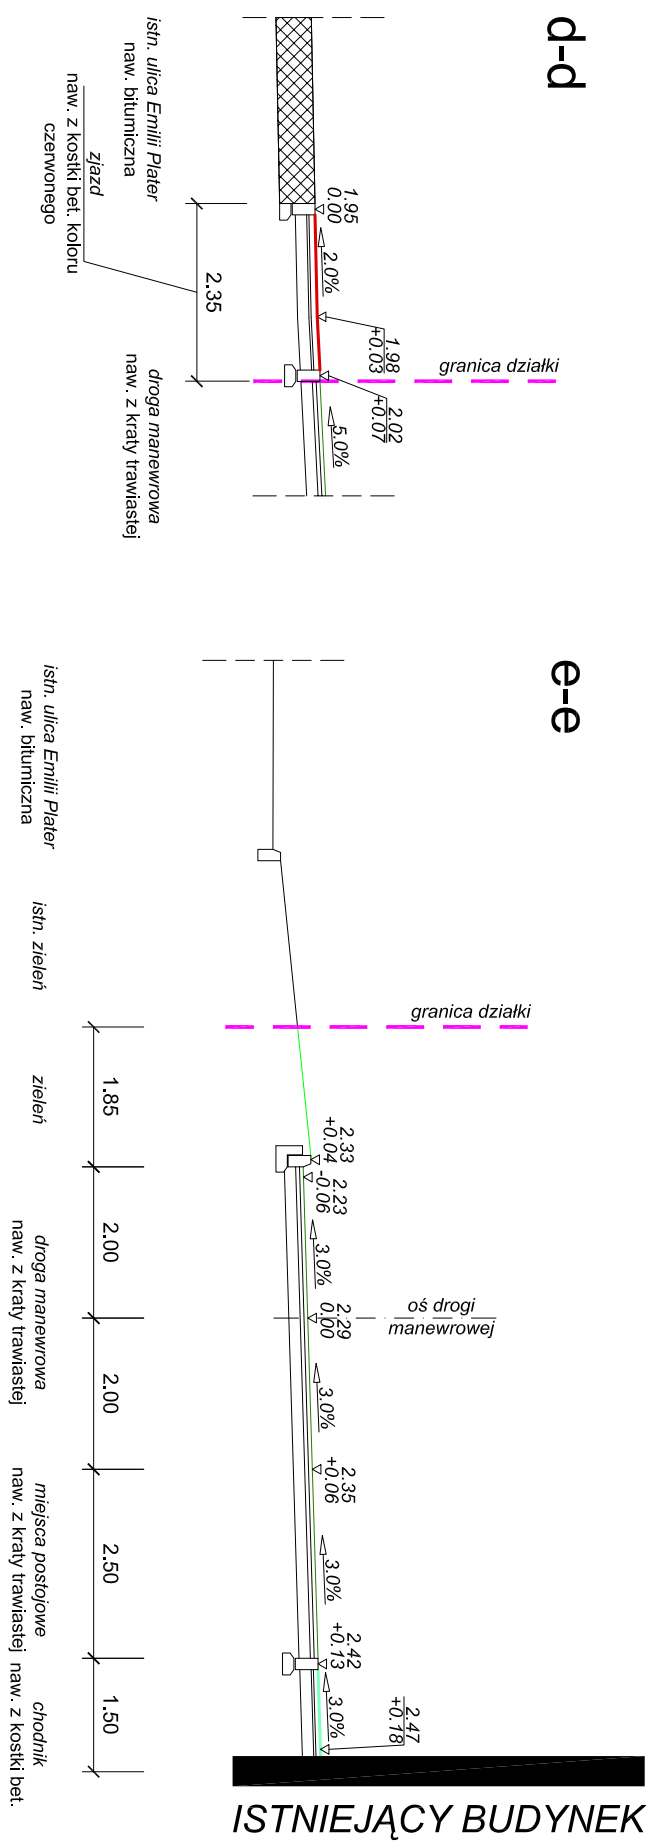 d-d
istn. ulica Emilii Plater
naw. bitumiczna
zjazd
naw. z kostki bet. koloru
czerwonego
1.95
0.00
2.0%
2.35
1.98
+0.03
granica działki
2.02
+0.07
5.0%
droga manewrowa
naw. z kraty trawiastej
e-e
istn. ulica Emilii Plater
naw. bitumiczna
istn. zieleń
granica działki
zieleń
1.85
2.33
+0.04
2.23
-0.06
3.0%
2.00
droga manewrowa
naw. z kraty trawiastej
2.29
0.00
oś drogi
manewrowej
3.0%
2.00
2.35
+0.06
3.0%
2.50
miejsca postojowe
naw. z kraty trawiastej
2.42
+0.13
3.0%
1.50
chodnik
naw. z kostki bet.
2.47
+0.18
ISTNIEJĄCY BUDYNEK